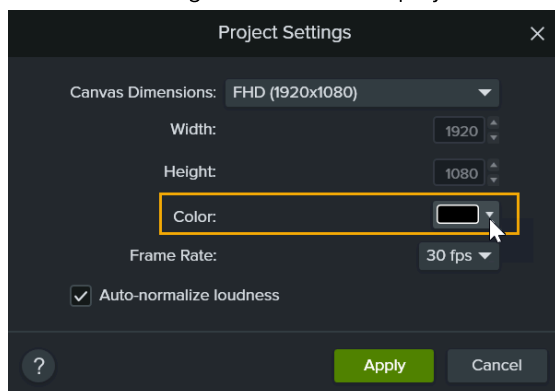 Project Settings
Canvas Dimensions: FHD (1920x1080)
Width: 1920
Height: 1080
Color:
Frame Rate: 30 fps
Auto-normalize loudness
? Apply Cancel